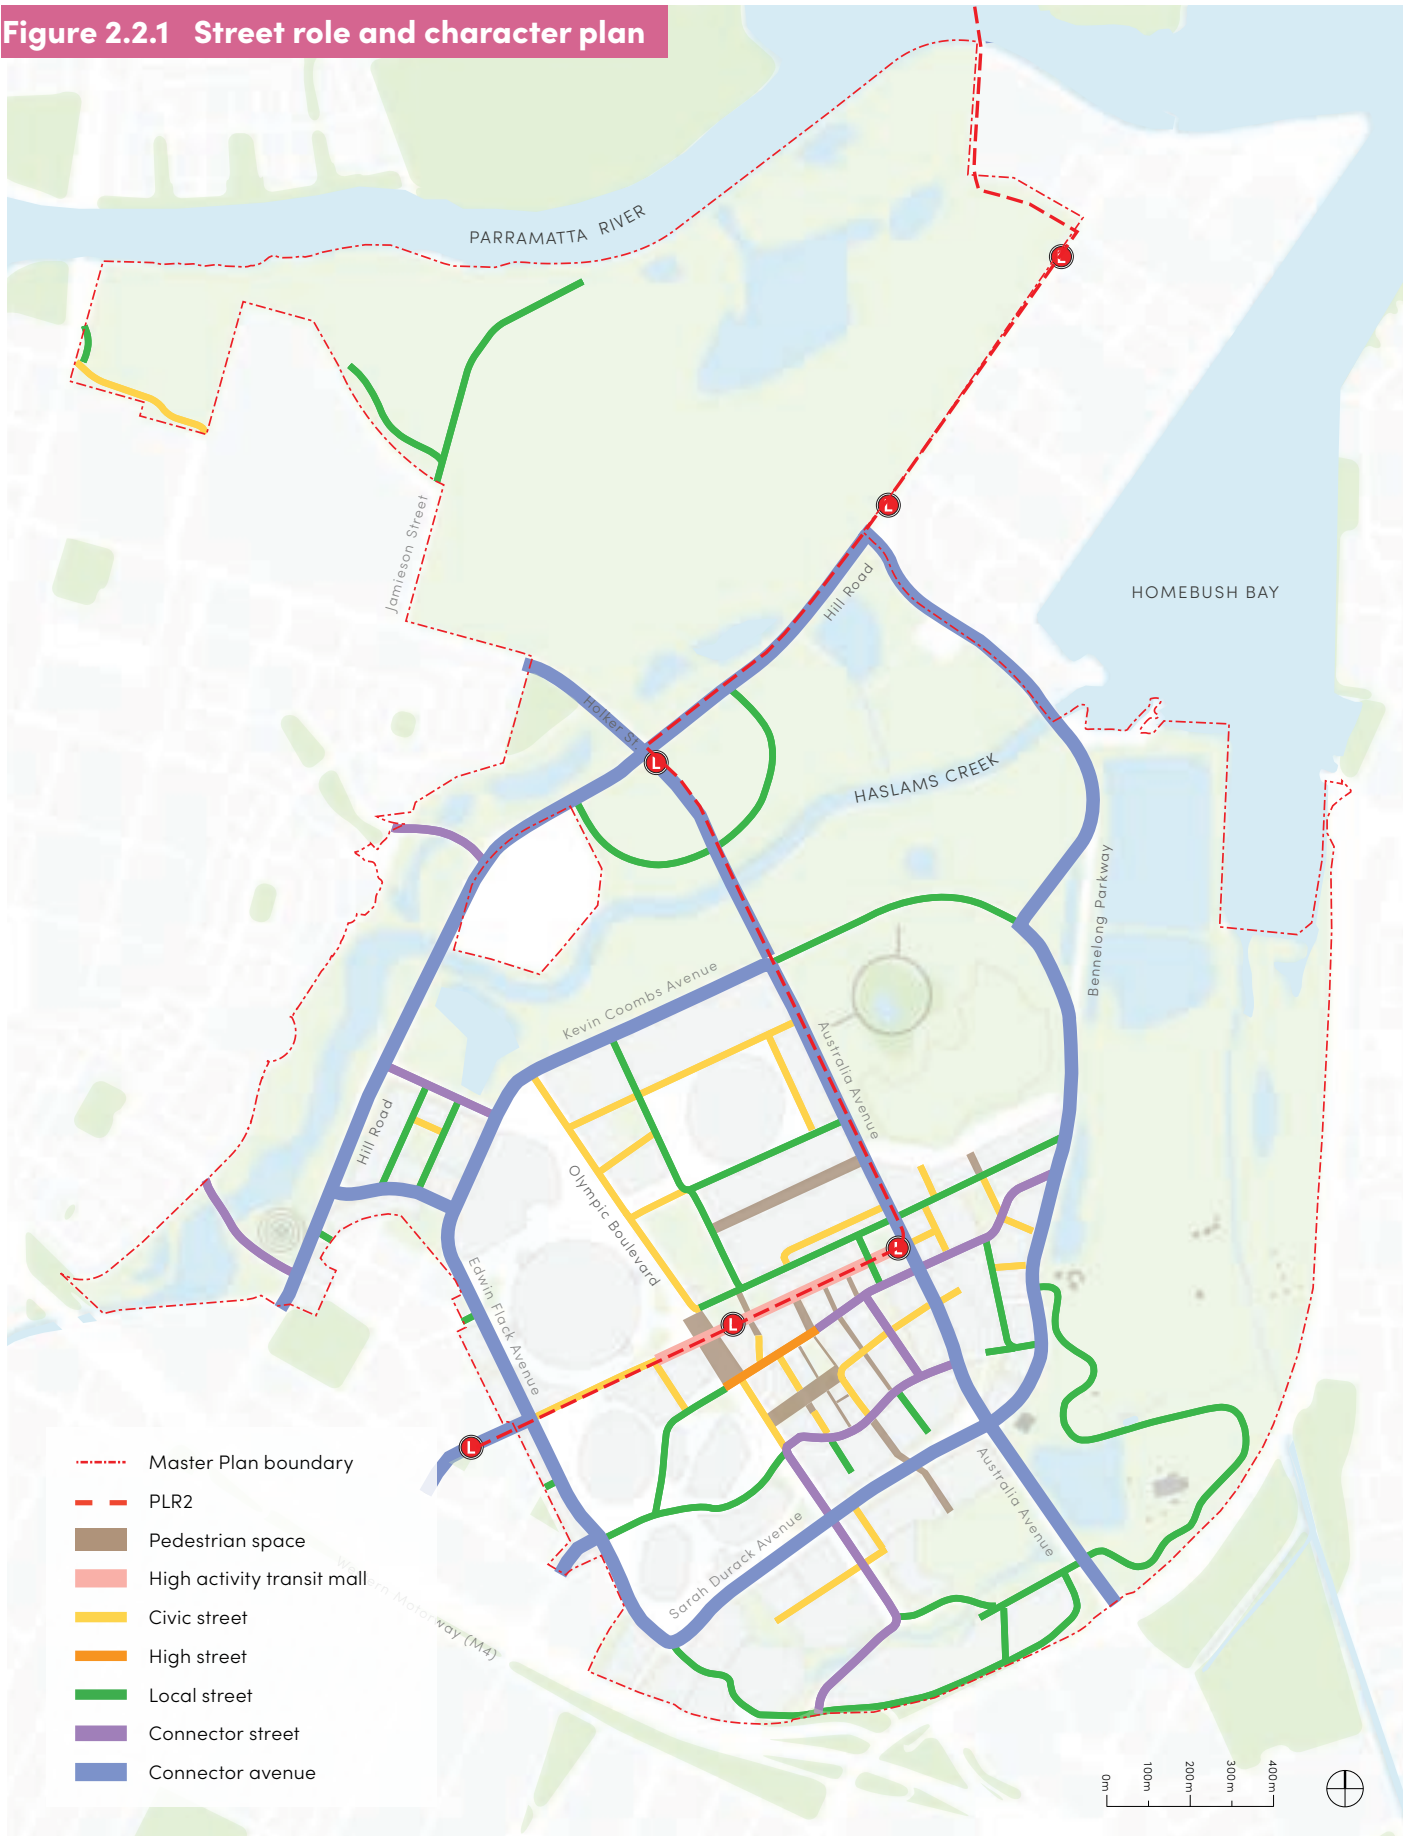 Figure 2.2.1 Street role and character plan
PARRAMATTA RIVER
L
L
Jamieson Street
Hill Road
HOMEBUSH BAY
Holker St.
L
HASLAMS CREEK
Bennelong Parkway
Kevin Coombs Avenue
Australia Avenue
Hill Road
Olympic Boulevard
L
Edwin Flack Avenue
L
L
Australia Avenue
Sarah Durack Avenue
Motorway (M4)
Master Plan boundary
PLR2
Pedestrian space
High activity transit mall
Civic street
High street
Local street
Connector street
Connector avenue
0m
100m
200m
300m
400m